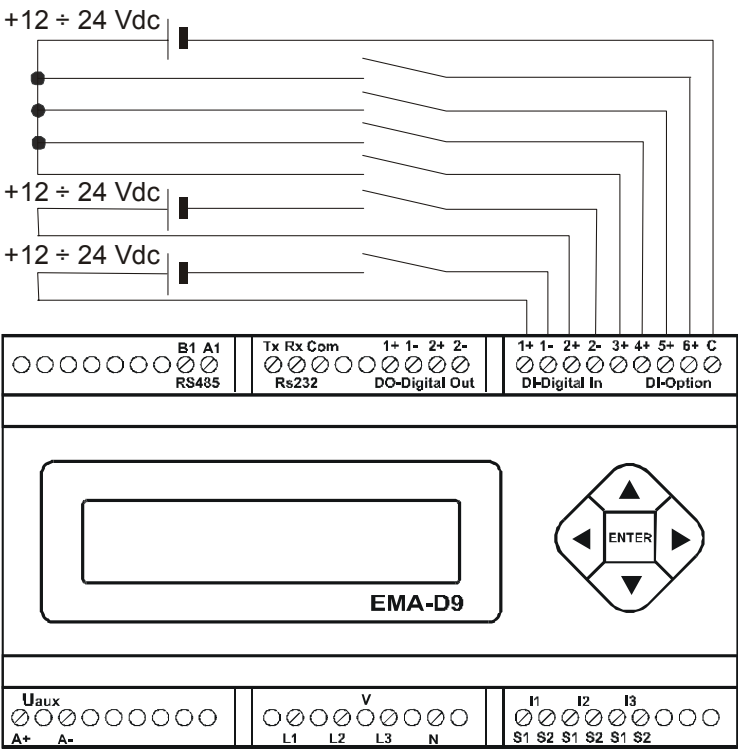 +12 ÷ 24 Vdc
+12 ÷ 24 Vdc
+12 ÷ 24 Vdc
B1 A1
RS485
Tx Rx Com 1+ 1- 2+ 2-
Rs232 DO-Digital Out
1+ 1- 2+ 2- 3+ 4+ 5+ 6+ C
DI-Digital In DI-Option
ENTER
EMA-D9
Uaux
A+ A-
V
L1 L2 L3 N
I1 I2 I3
S1 S2 S1 S2 S1 S2